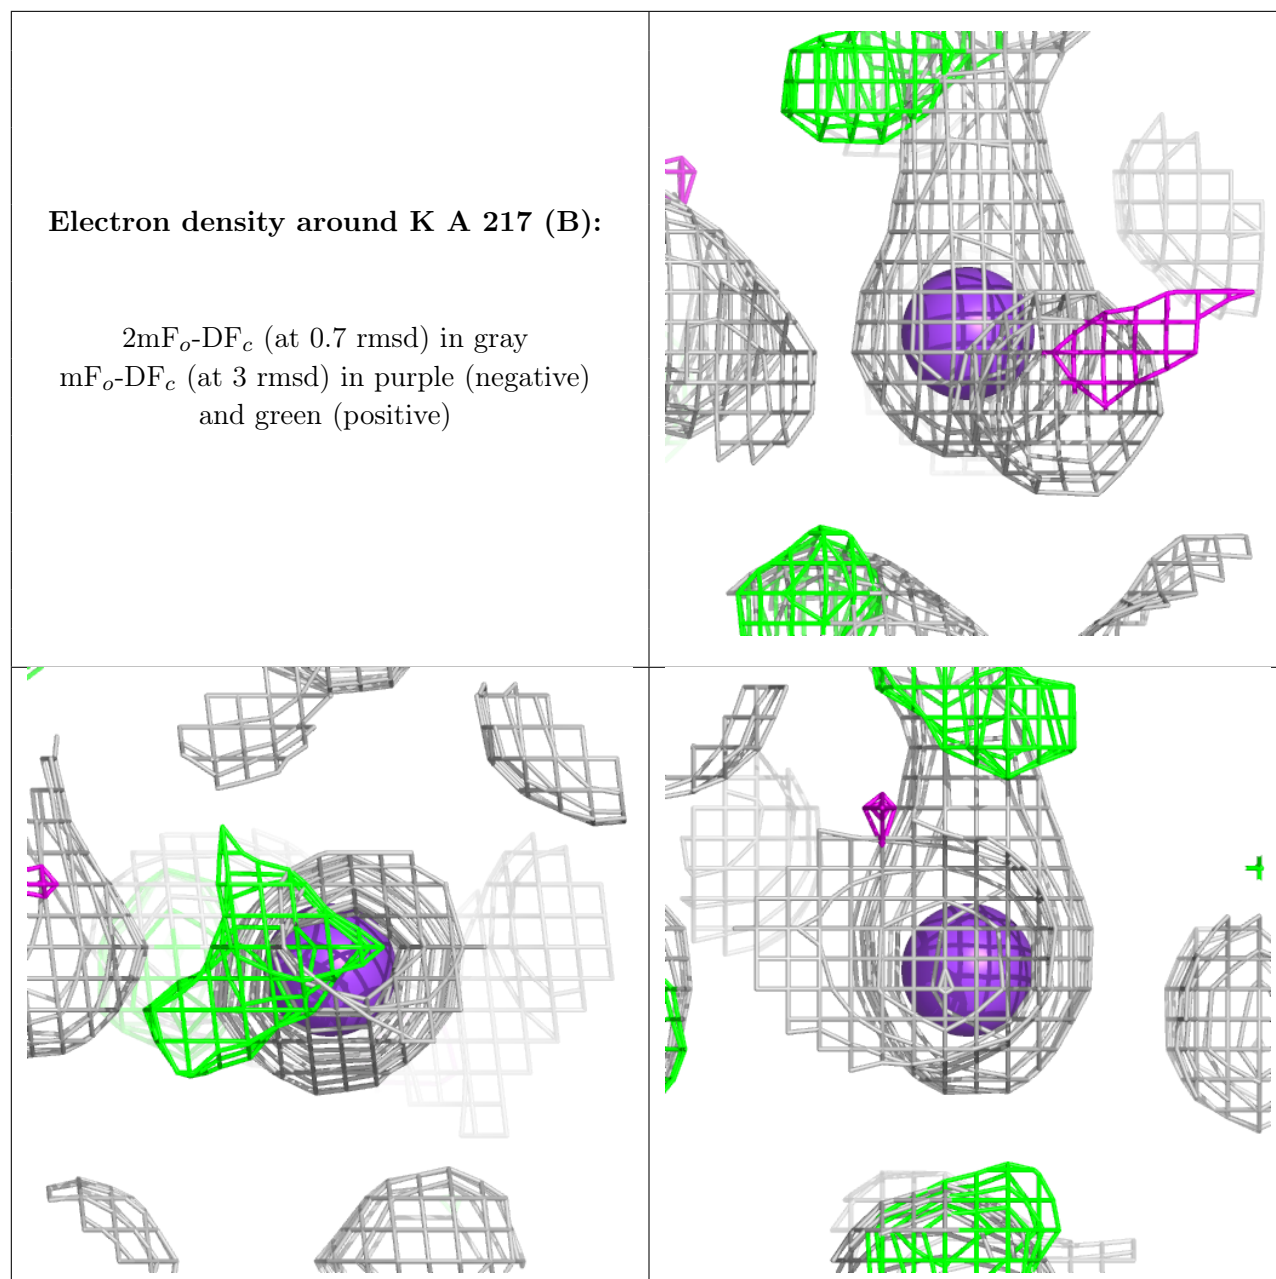 Electron density around K A 217 (B):
2mFo-DFc (at 0.7 rmsd) in gray
mFo-DFc (at 3 rmsd) in purple (negative)
and green (positive)